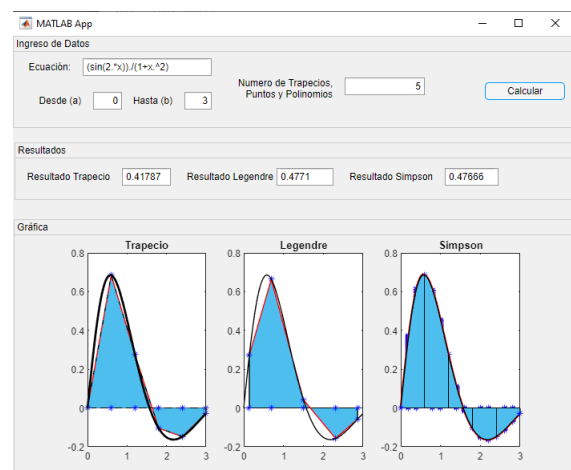 MATLAB App
Ingreso de Datos
Ecuación: (sin(2.*x))./(1+x.^2)
Desde (a) 0 Hasta (b) 3
Numero de Trapecios,
Puntos y Polinomios
5
Calcular
Resultados
Resultado Trapecio 0.41787 Resultado Legendre 0.4771 Resultado Simpson 0.47666
Gráfica
Trapecio Legendre Simpson
0.8 0.8 0.8
0.6 0.6 0.6
0.4 0.4 0.4
0.2 0.2 0.2
0 0 0
-0.2 -0.2 -0.2
0 1 2 3 0 1 2 3 0 1 2 3